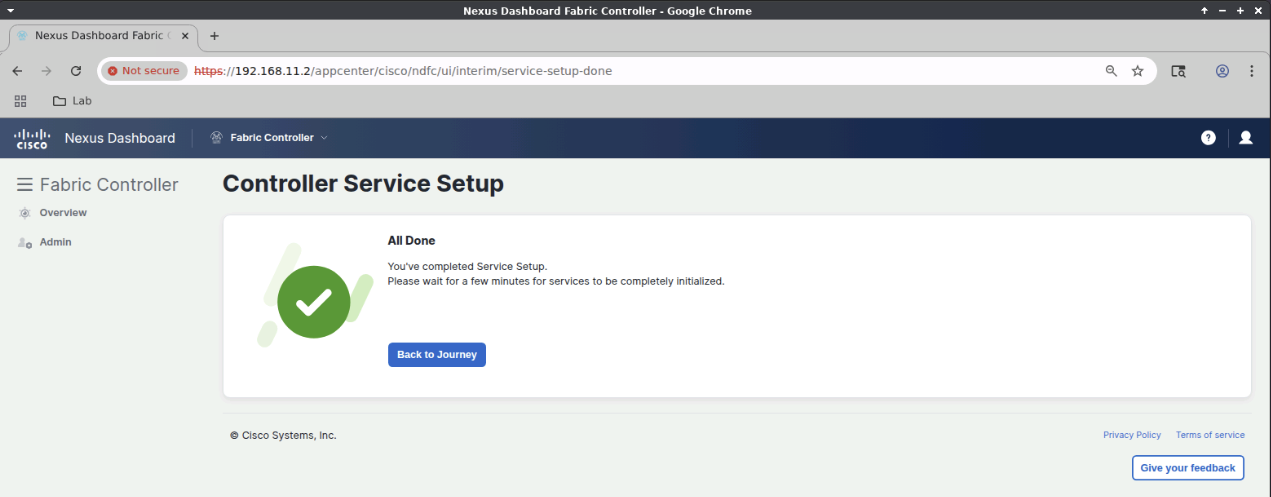 Nexus Dashboard Fabric Controller - Google Chrome
Nexus Dashboard Fabric
Not secure https://192.168.11.2/appcenter/cisco/ndfc/ui/interim/service-setup-done
Lab
CISCO Nexus Dashboard Fabric Controller ?
Fabric Controller
Overview
Admin
Controller Service Setup
All Done
You've completed Service Setup.
Please wait for a few minutes for services to be completely initialized.
Back to Journey
© Cisco Systems, Inc.
Privacy Policy Terms of service
Give your feedback